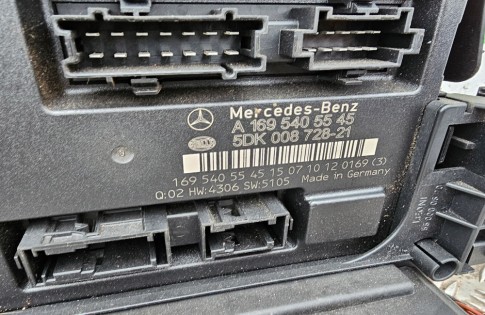 Mercedes-Benz
A 169 540 55 45
5DK 008 728-21
169 540 55 45 15 07 10 12 0169 (3)
Q:02 HW:4306 SW:5105 Made in Germany
LEONI